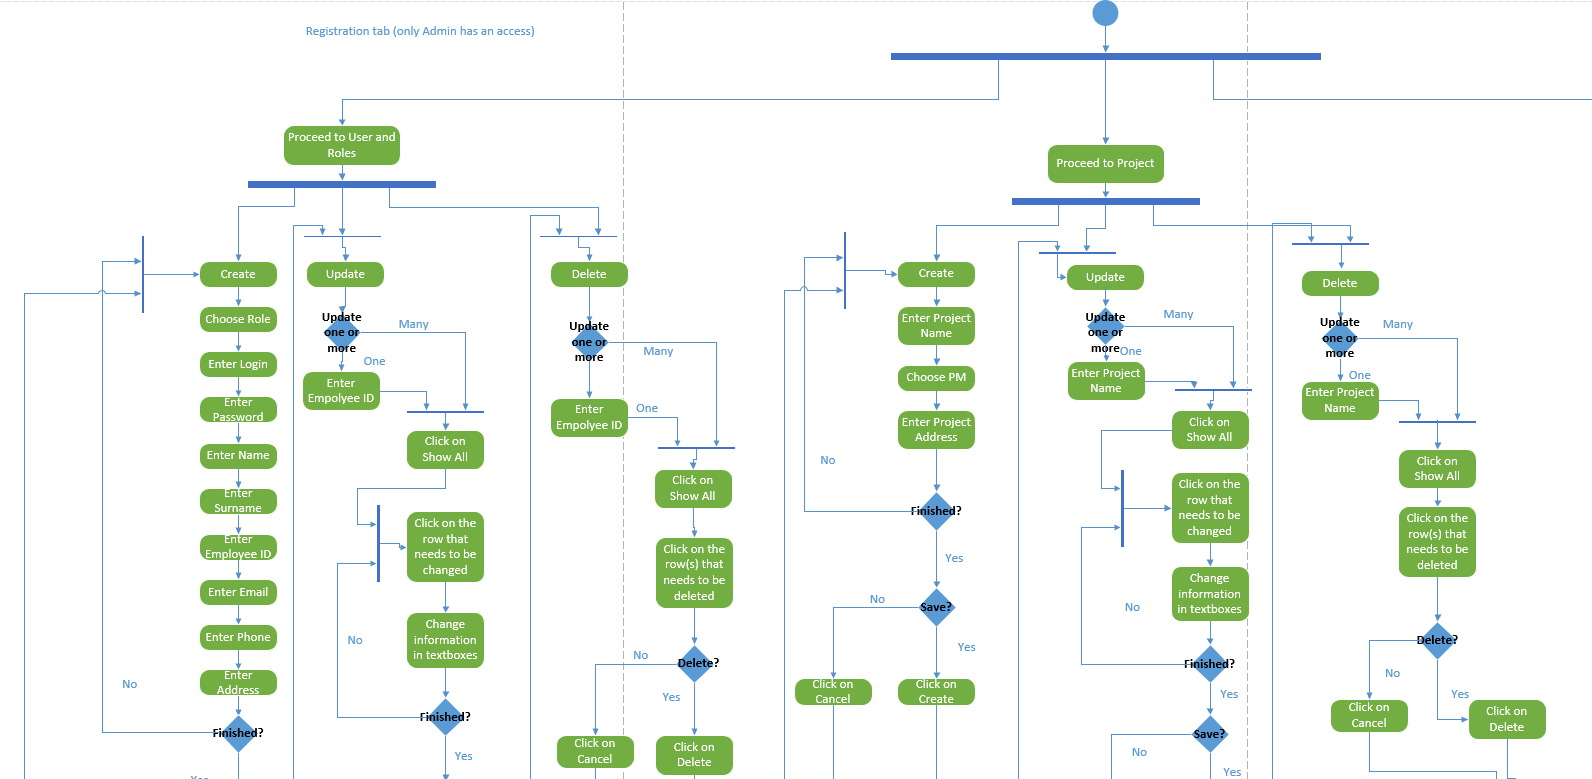 Registration tab (only Admin has an access)
Proceed to User and
Roles
Create
Choose Role
Enter Login
Enter
Password
Enter Name
Enter
Surname
Enter
Employee ID
Enter Email
Enter Phone
Enter
Address
Finished?
No
Yes
Update
Update
one or
more
Many
One
Enter
Empolyee ID
Click on
Show All
Click on the
row that
needs to be
changed
Change
information
in textboxes
No
Finished?
Yes
Delete
Update
one or
more
Many
Enter
Empolyee ID
One
Click on
Show All
Click on the
row(s) that
needs to be
deleted
Delete?
No
Yes
Click on
Cancel
Click on
Delete
Proceed to Project
Create
Enter Project
Name
Choose PM
Enter Project
Address
No
Finished?
Yes
Save?
No
Yes
Click on
Cancel
Click on
Create
Update
Update
one or
more
Many
One
Enter Project
Name
Click on
Show All
Click on the
row that
needs to be
changed
Change
information
in textboxes
No
Finished?
Yes
Save?
No
Yes
Delete
Update
one or
more
Many
One
Enter Project
Name
Click on
Show All
Click on the
row(s) that
needs to be
deleted
Delete?
No
Yes
Click on
Cancel
Click on
Delete